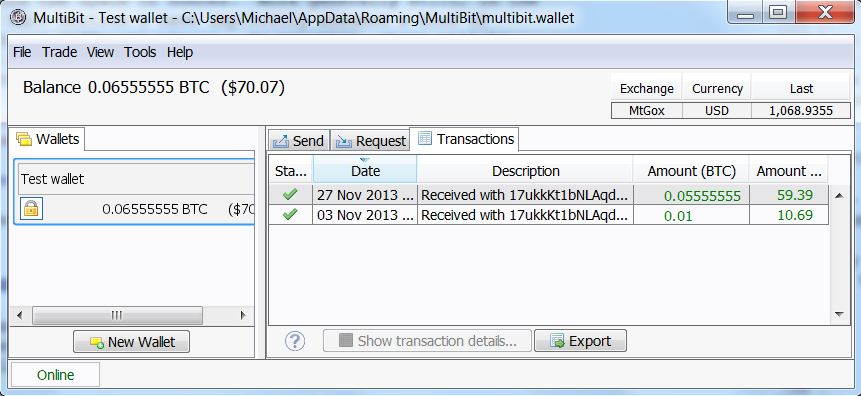 MultiBit - Test wallet - C:\Users\Michael\AppData\Roaming\MultiBit\multibit.wallet
File Trade View Tools Help
Balance 0.06555555 BTC ($70.07)
Exchange Currency Last
MtGox USD 1,068.9355
Wallets
Test wallet
0.06555555 BTC ($70
New Wallet
Send Request Transactions
Sta... Date Description Amount (BTC) Amount ...
27 Nov 2013 ... Received with 17ukkKt1bNLAqd... 0.05555555 59.39
03 Nov 2013 ... Received with 17ukkKt1bNLAqd... 0.01 10.69
? Show transaction details... Export
Online